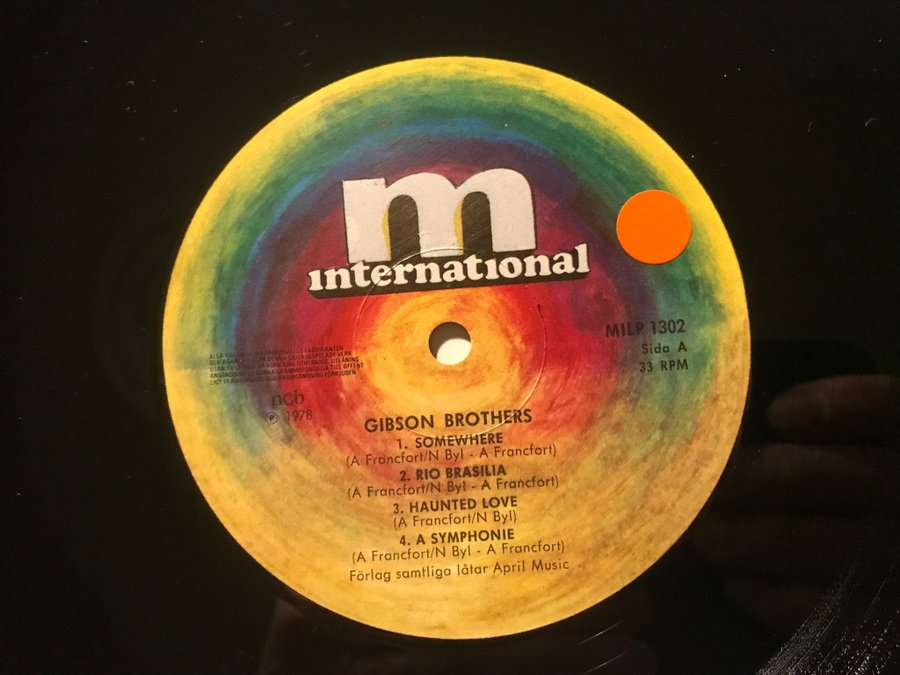 m
international
MILP 1302
Sida A
33 RPM
ncb
Ⓟ 1978
GIBSON BROTHERS
1. SOMEWHERE
(A Francfort/N Byl - A Francfort)
2. RIO BRASILIA
(A Francfort/N Byl - A Francfort)
3. HAUNTED LOVE
(A Francfort/N Byl)
4. A SYMPHONIE
(A Francfort/N Byl - A Francfort)
Förlag samtliga låtar April Music